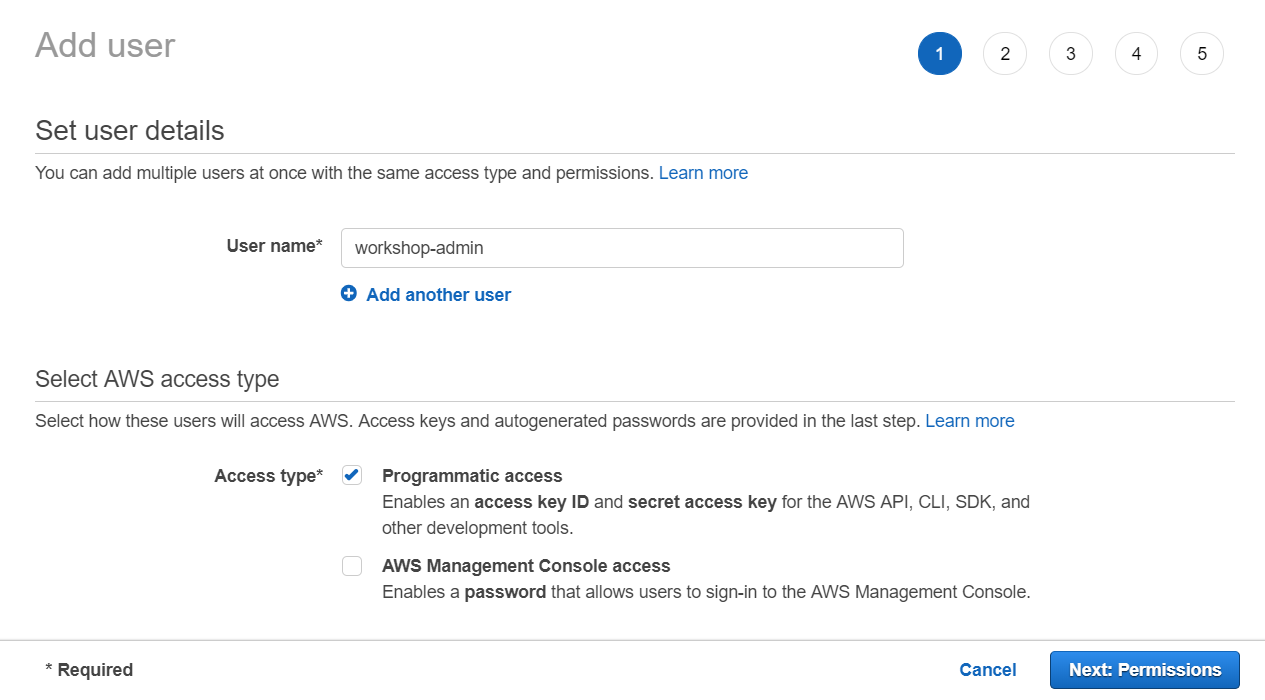 Add user
1 2 3 4 5
Set user details
You can add multiple users at once with the same access type and permissions. Learn more
User name* workshop-admin
Add another user
Select AWS access type
Select how these users will access AWS. Access keys and autogenerated passwords are provided in the last step. Learn more
Access type* Programmatic access
Enables an access key ID and secret access key for the AWS API, CLI, SDK, and
other development tools.
AWS Management Console access
Enables a password that allows users to sign-in to the AWS Management Console.
* Required Cancel Next: Permissions